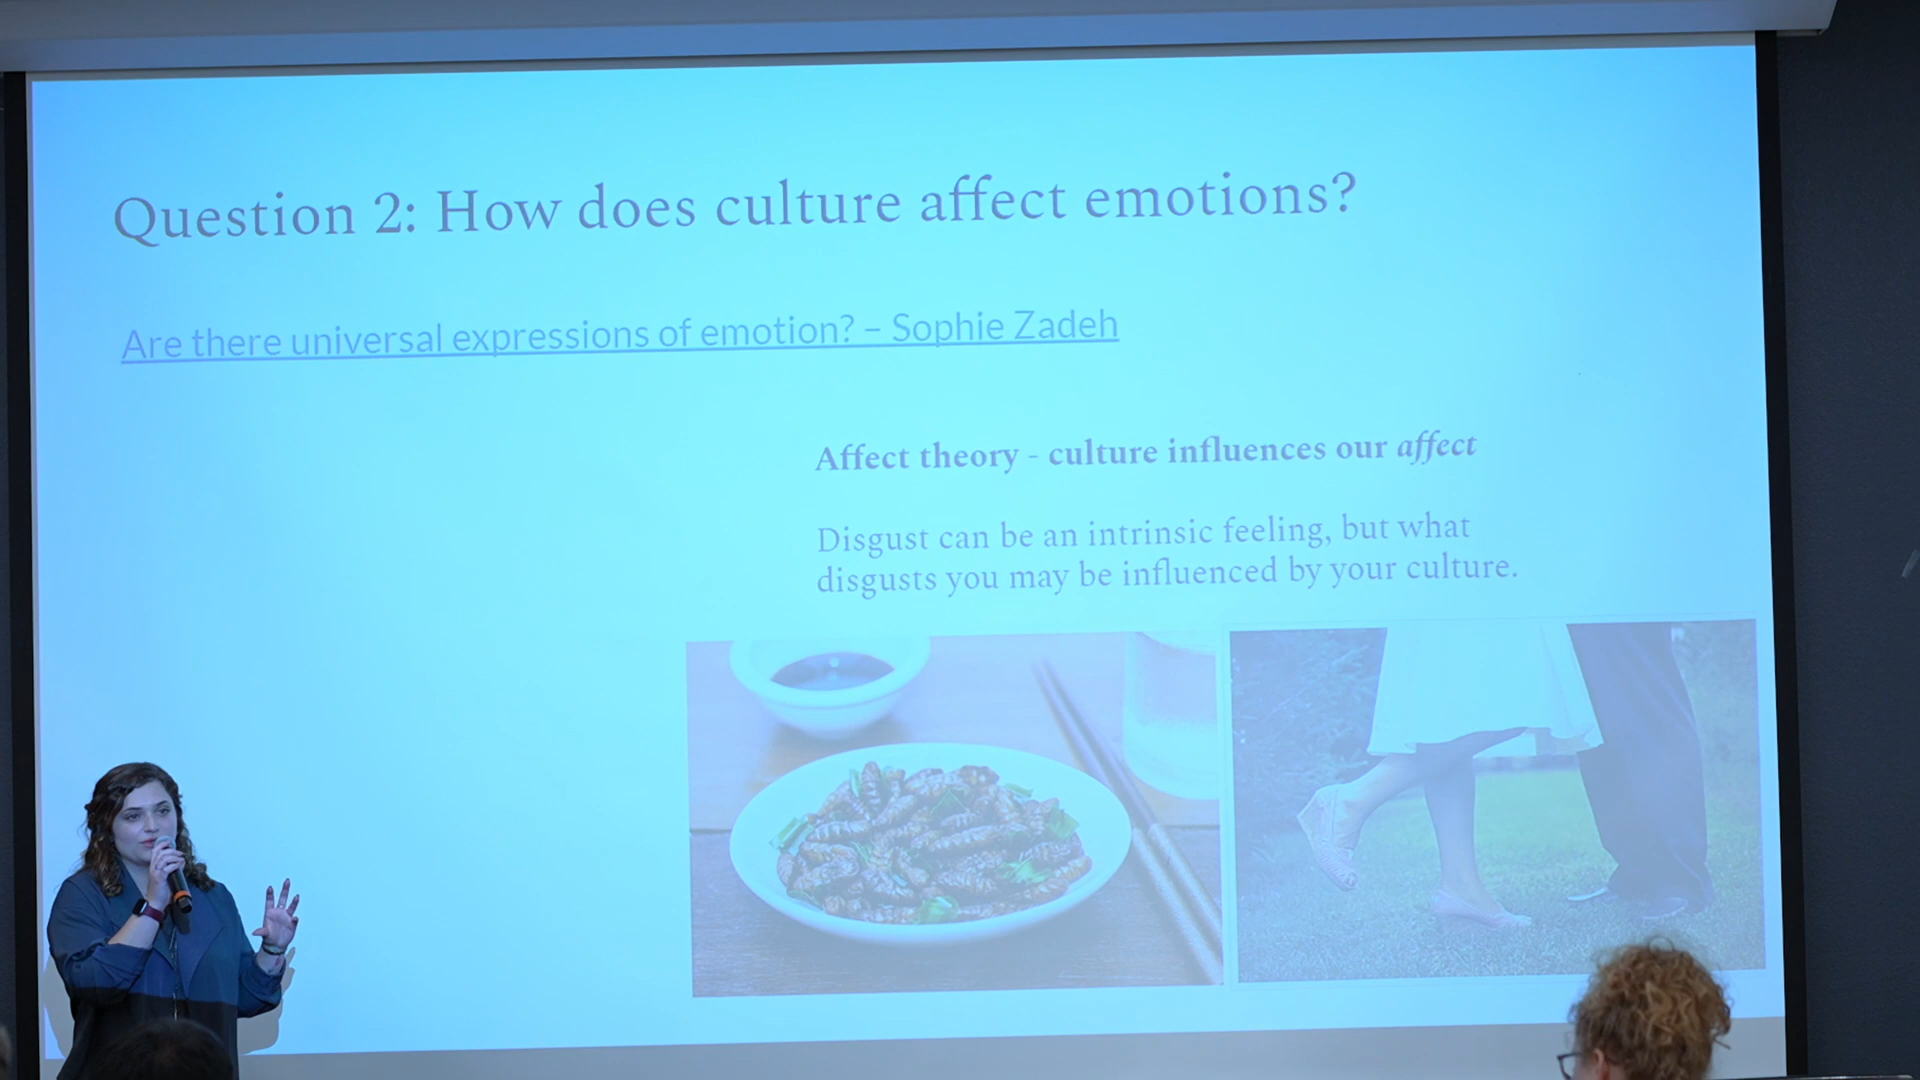 Question 2: How does culture affect emotions?
Are there universal expressions of emotion? – Sophie Zadeh
Affect theory - culture influences our affect
Disgust can be an intrinsic feeling, but what
disgusts you may be influenced by your culture.